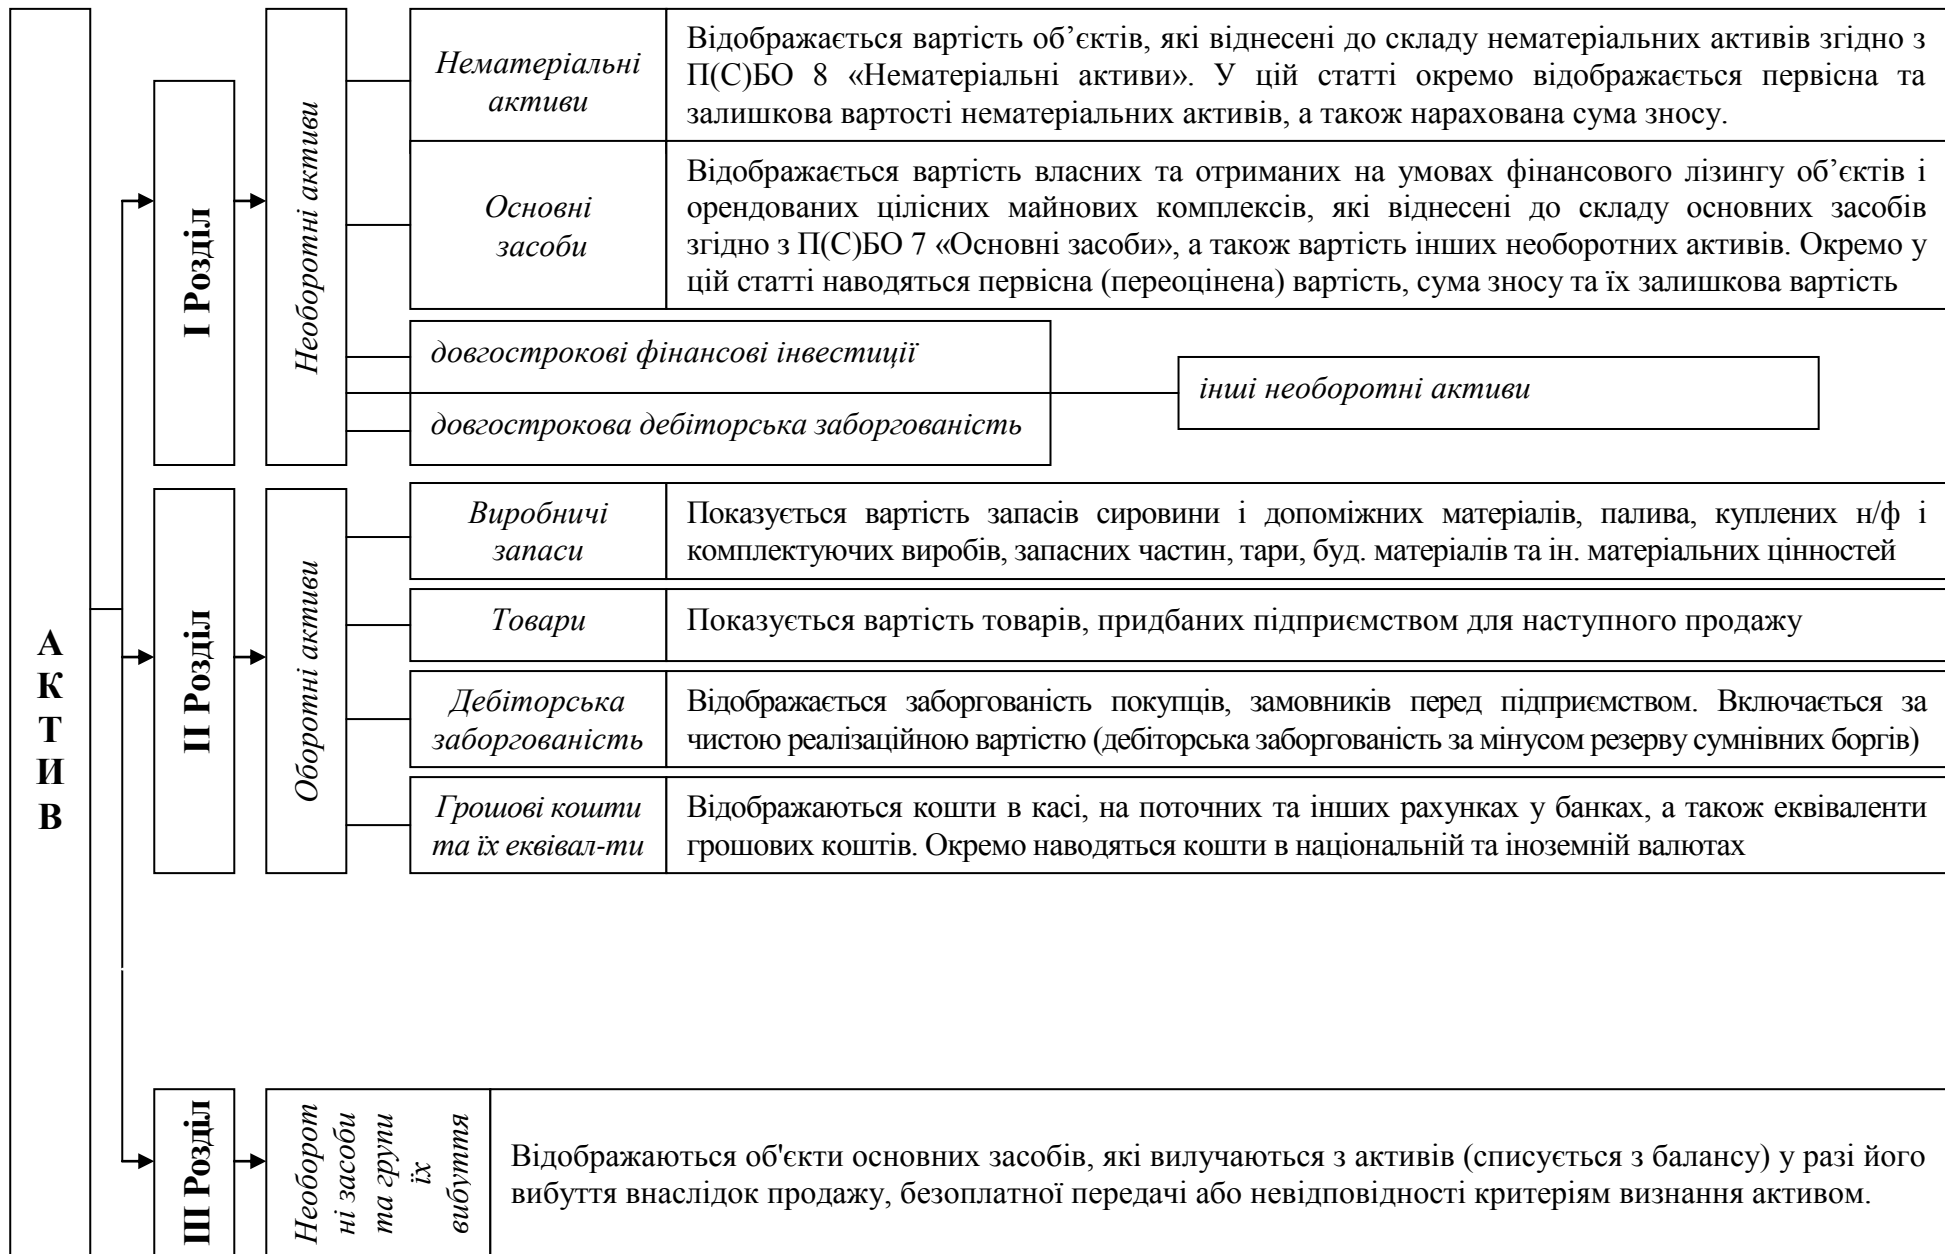 А
К
Т
И
В
І Розділ
Необоротні активи
Нематеріальні
активи
Відображається вартість об’єктів, які віднесені до складу нематеріальних активів згідно з
П(С)БО 8 «Нематеріальні активи». У цій статті окремо відображається первісна та
залишкова вартості нематеріальних активів, а також нарахована сума зносу.
Основні
засоби
Відображається вартість власних та отриманих на умовах фінансового лізингу об’єктів і
орендованих цілісних майнових комплексів, які віднесені до складу основних засобів
згідно з П(С)БО 7 «Основні засоби», а також вартість інших необоротних активів. Окремо у
цій статті наводяться первісна (переоцінена) вартість, сума зносу та їх залишкова вартість
довгострокові фінансові інвестиції
довгострокова дебіторська заборгованість
інші необоротні активи
ІІ Розділ
Оборотні активи
Виробничі
запаси
Показується вартість запасів сировини і допоміжних матеріалів, палива, куплених н/ф і
комплектуючих виробів, запасних частин, тари, буд. матеріалів та ін. матеріальних цінностей
Товари
Показується вартість товарів, придбаних підприємством для наступного продажу
Дебіторська
заборгованість
Відображається заборгованість покупців, замовників перед підприємством. Включається за
чистою реалізаційною вартістю (дебіторська заборгованість за мінусом резерву сумнівних боргів)
Грошові кошти
та їх еквівал-ти
Відображаються кошти в касі, на поточних та інших рахунках у банках, а також еквіваленти
грошових коштів. Окремо наводяться кошти в національній та іноземній валютах
ІІІ Розділ
Необорот
ні засоби
та групи
їх
вибуття
Відображаються об'єкти основних засобів, які вилучаються з активів (списується з балансу) у разі його
вибуття внаслідок продажу, безоплатної передачі або невідповідності критеріям визнання активом.